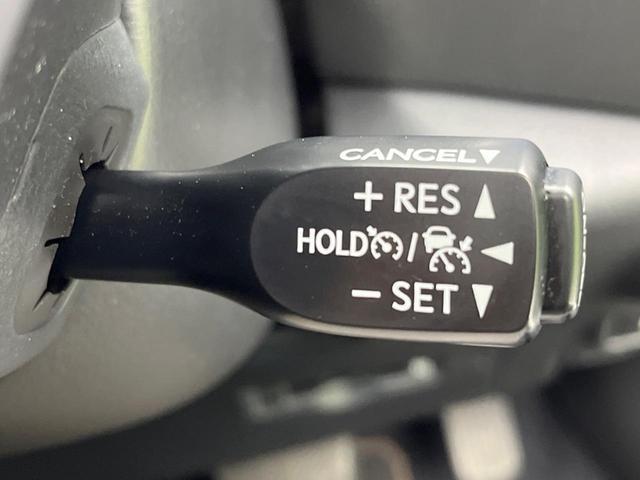 CANCEL▼
+ RES ▲
HOLD / ◀
− SET ▼